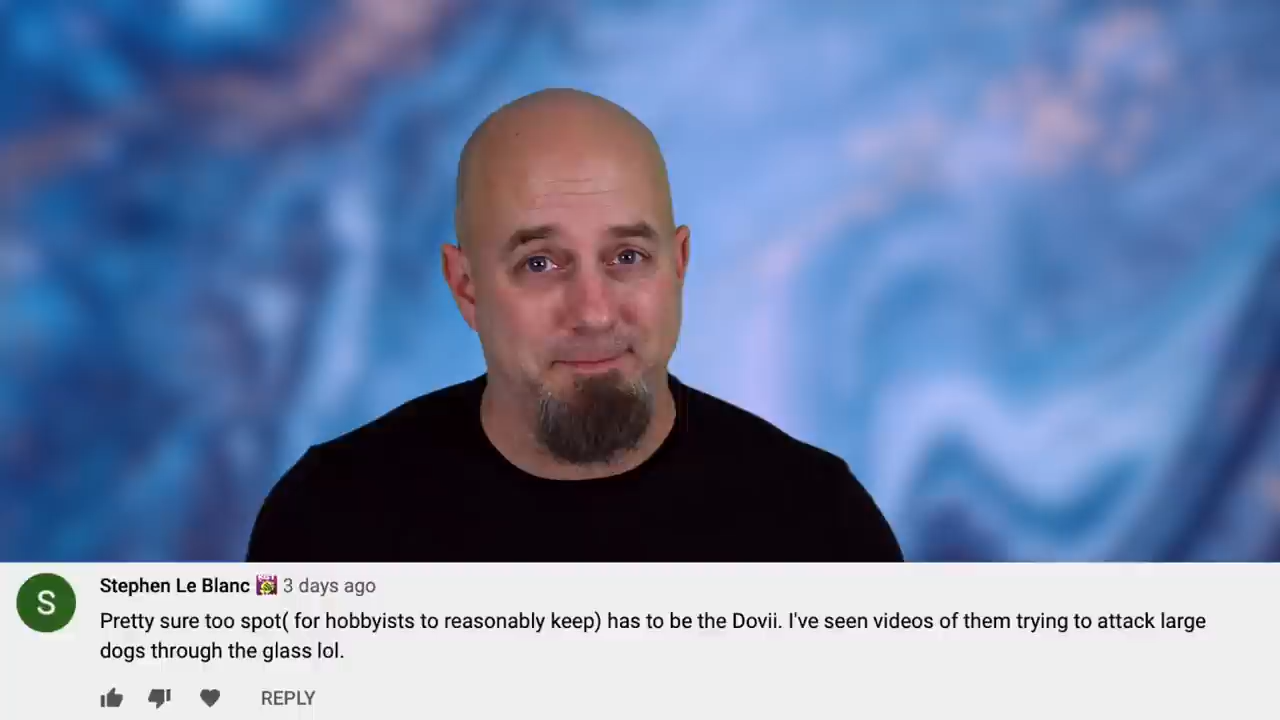 S
Stephen Le Blanc 3 days ago
Pretty sure too spot( for hobbyists to reasonably keep) has to be the Dovii. I've seen videos of them trying to attack large
dogs through the glass lol.
REPLY